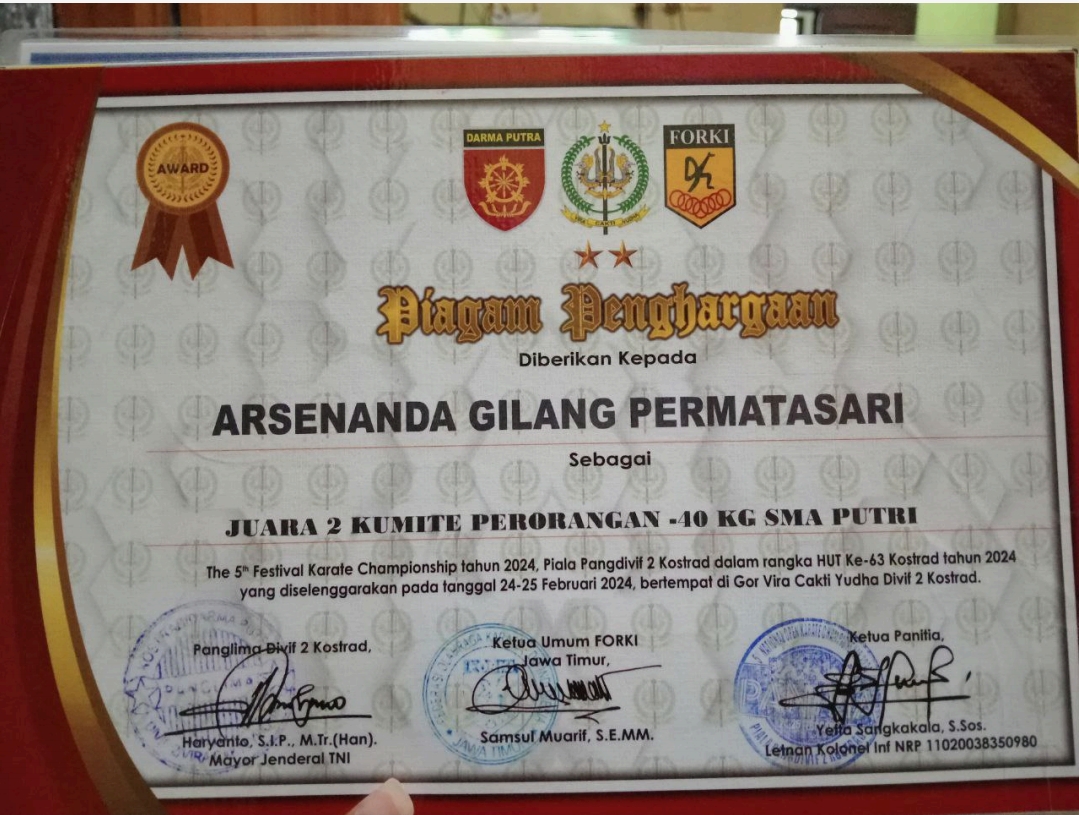 AWARD
DARMA PUTRA
FORKI
CAKTI
Piagam Penghargaan
Diberikan Kepada
ARSENANDA GILANG PERMATASARI
Sebagai
JUARA 2 KUMITE PERORANGAN -40 KG SMA PUTRI
The 5th Festival Karate Championship tahun 2024, Piala Pangdivif 2 Kostrad dalam rangka HUT Ke-63 Kostrad tahun 2024
yang diselenggarakan pada tanggal 24-25 Februari 2024, bertempat di Gor Vira Cakti Yudha Divif 2 Kostrad.
Panglima Divif 2 Kostrad,
Haryanto, S.I.P., M.Tr.(Han).
Mayor Jenderal TNI
Ketua Umum FORKI
Jawa Timur,
Samsul Muarif, S.E.MM.
JAWA TIMUR
Ketua Panitia,
Yetta Sangkakala, S.Sos.
Letnan Kolonel Inf NRP 11020038350980